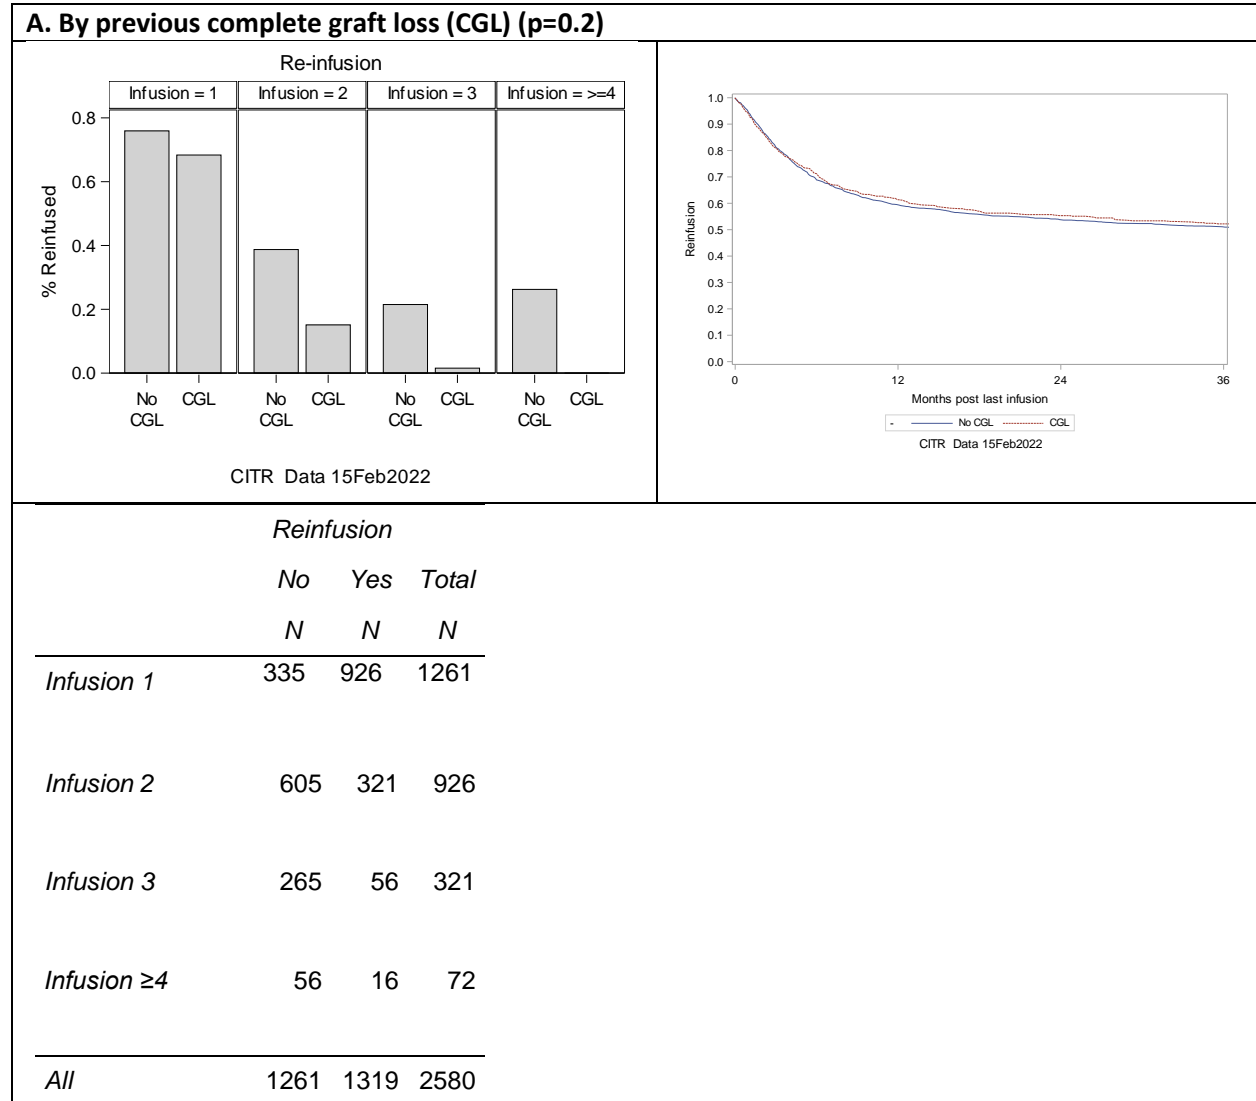 A. By previous complete graft loss (CGL) (p=0.2)
Re-infusion
Infusion = 1 Infusion = 2 Infusion = 3 Infusion = >=4
% Reinfused
0.8
0.6
0.4
0.2
0.0
No CGL No CGL No CGL No CGL
CGL CGL CGL CGL
CITR Data 15Feb2022
Reinfusion
1.0
0.9
0.8
0.7
0.6
0.5
0.4
0.3
0.2
0.1
0.0
0 12 24 36
Months post last infusion
- No CGL CGL
CITR Data 15Feb2022
Reinfusion
No Yes Total
N N N
Infusion 1 335 926 1261
Infusion 2 605 321 926
Infusion 3 265 56 321
Infusion ≥4 56 16 72
All 1261 1319 2580